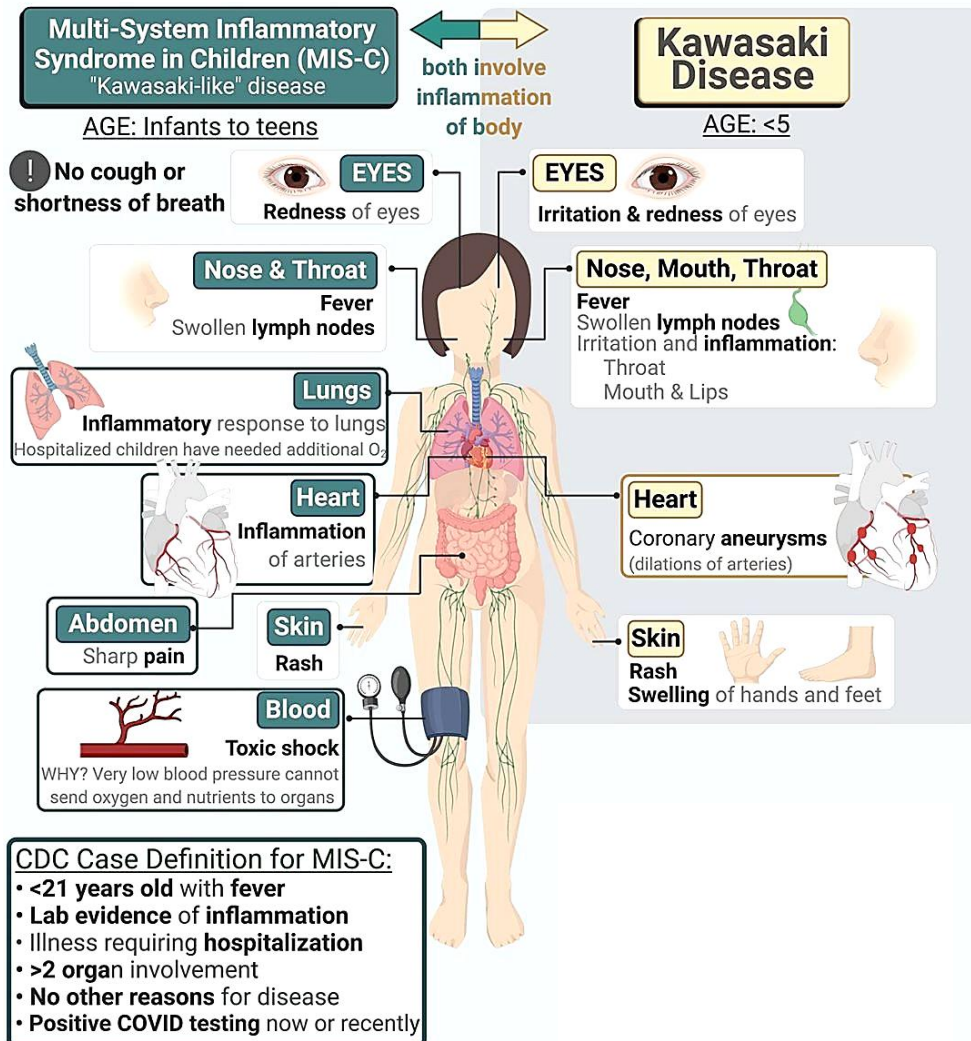 Multi-System Inflammatory
Syndrome in Children (MIS-C)
"Kawasaki-like" disease
AGE: Infants to teens
both involve
inflammation
of body
Kawasaki
Disease
AGE: <5
! No cough or
shortness of breath
EYES
Redness of eyes
EYES
Irritation & redness of eyes
Nose & Throat
Fever
Swollen lymph nodes
Nose, Mouth, Throat
Fever
Swollen lymph nodes
Irritation and inflammation:
Throat
Mouth & Lips
Lungs
Inflammatory response to lungs
Hospitalized children have needed additional O₂
Heart
Inflammation
of arteries
Heart
Coronary aneurysms
(dilations of arteries)
Abdomen
Sharp pain
Skin
Rash
Skin
Rash
Swelling of hands and feet
Blood
Toxic shock
WHY? Very low blood pressure cannot
send oxygen and nutrients to organs
CDC Case Definition for MIS-C:
• <21 years old with fever
• Lab evidence of inflammation
• Illness requiring hospitalization
• >2 organ involvement
• No other reasons for disease
• Positive COVID testing now or recently